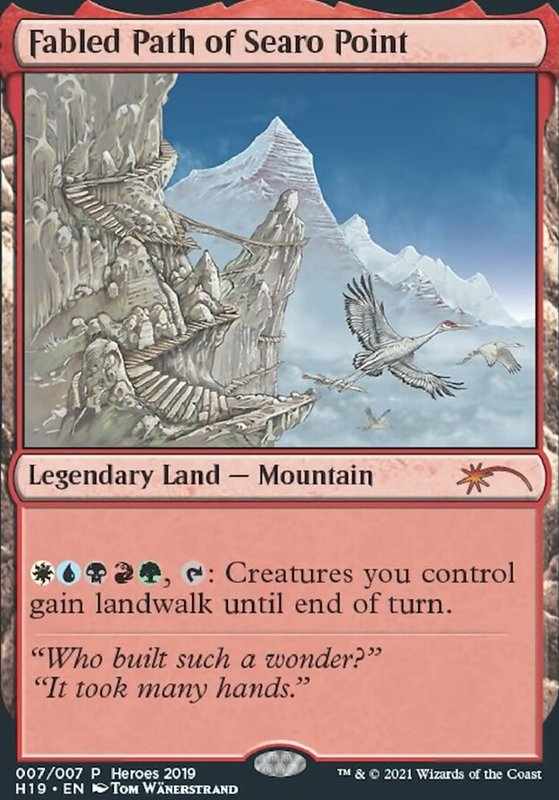 Fabled Path of Searo Point
Legendary Land — Mountain
, : Creatures you control
gain landwalk until end of turn.
“Who built such a wonder?”
“It took many hands.”
007/007 P Heroes 2019
H19 • EN Tom Wänerstrand
™ & © 2021 Wizards of the Coast